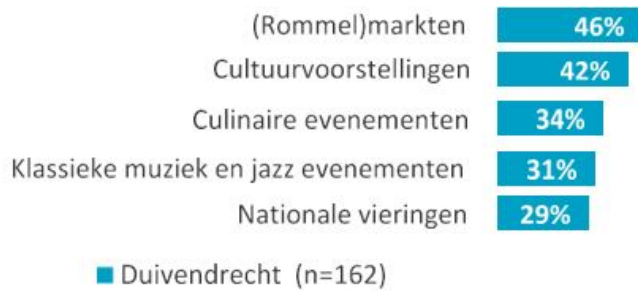 (Rommel)markten 46%
Cultuurvoorstellingen 42%
Culinaire evenementen 34%
Klassieke muziek en jazz evenementen 31%
Nationale vieringen 29%
Duivendrecht (n=162)